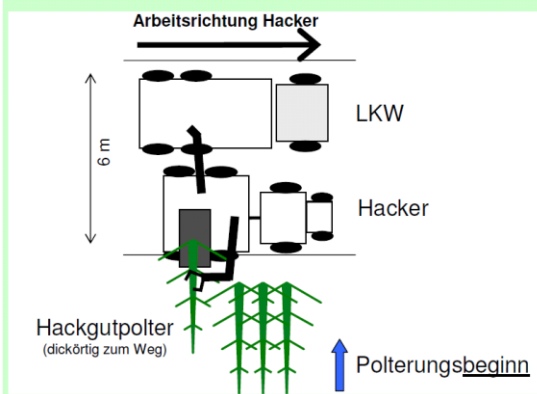 Arbeitsrichtung Hacker
LKW
6 m
Hacker
Hackgutpolter
(dickörtig zum Weg)
Polterungsbeginn